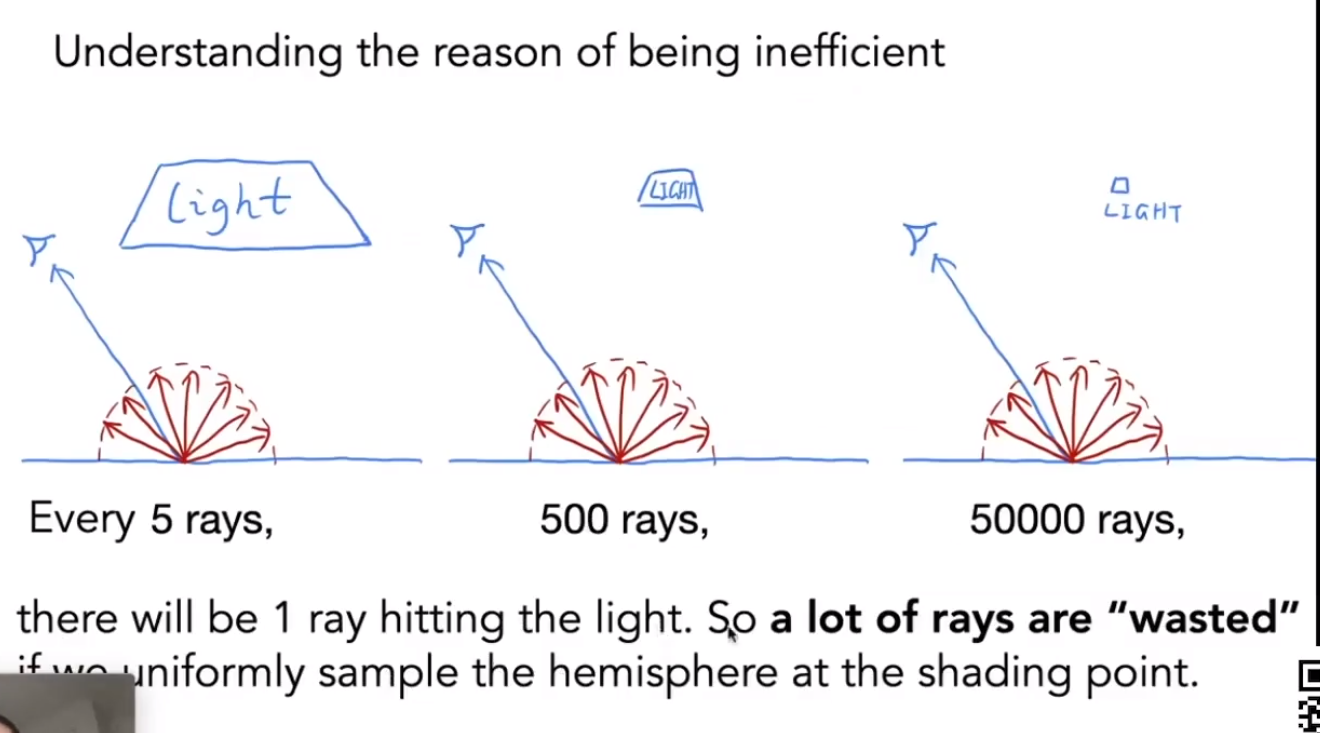 Understanding the reason of being inefficient
Light
LIGHT
LIGHT
Every 5 rays,
500 rays,
50000 rays,
there will be 1 ray hitting the light. So a lot of rays are “wasted”
if we uniformly sample the hemisphere at the shading point.